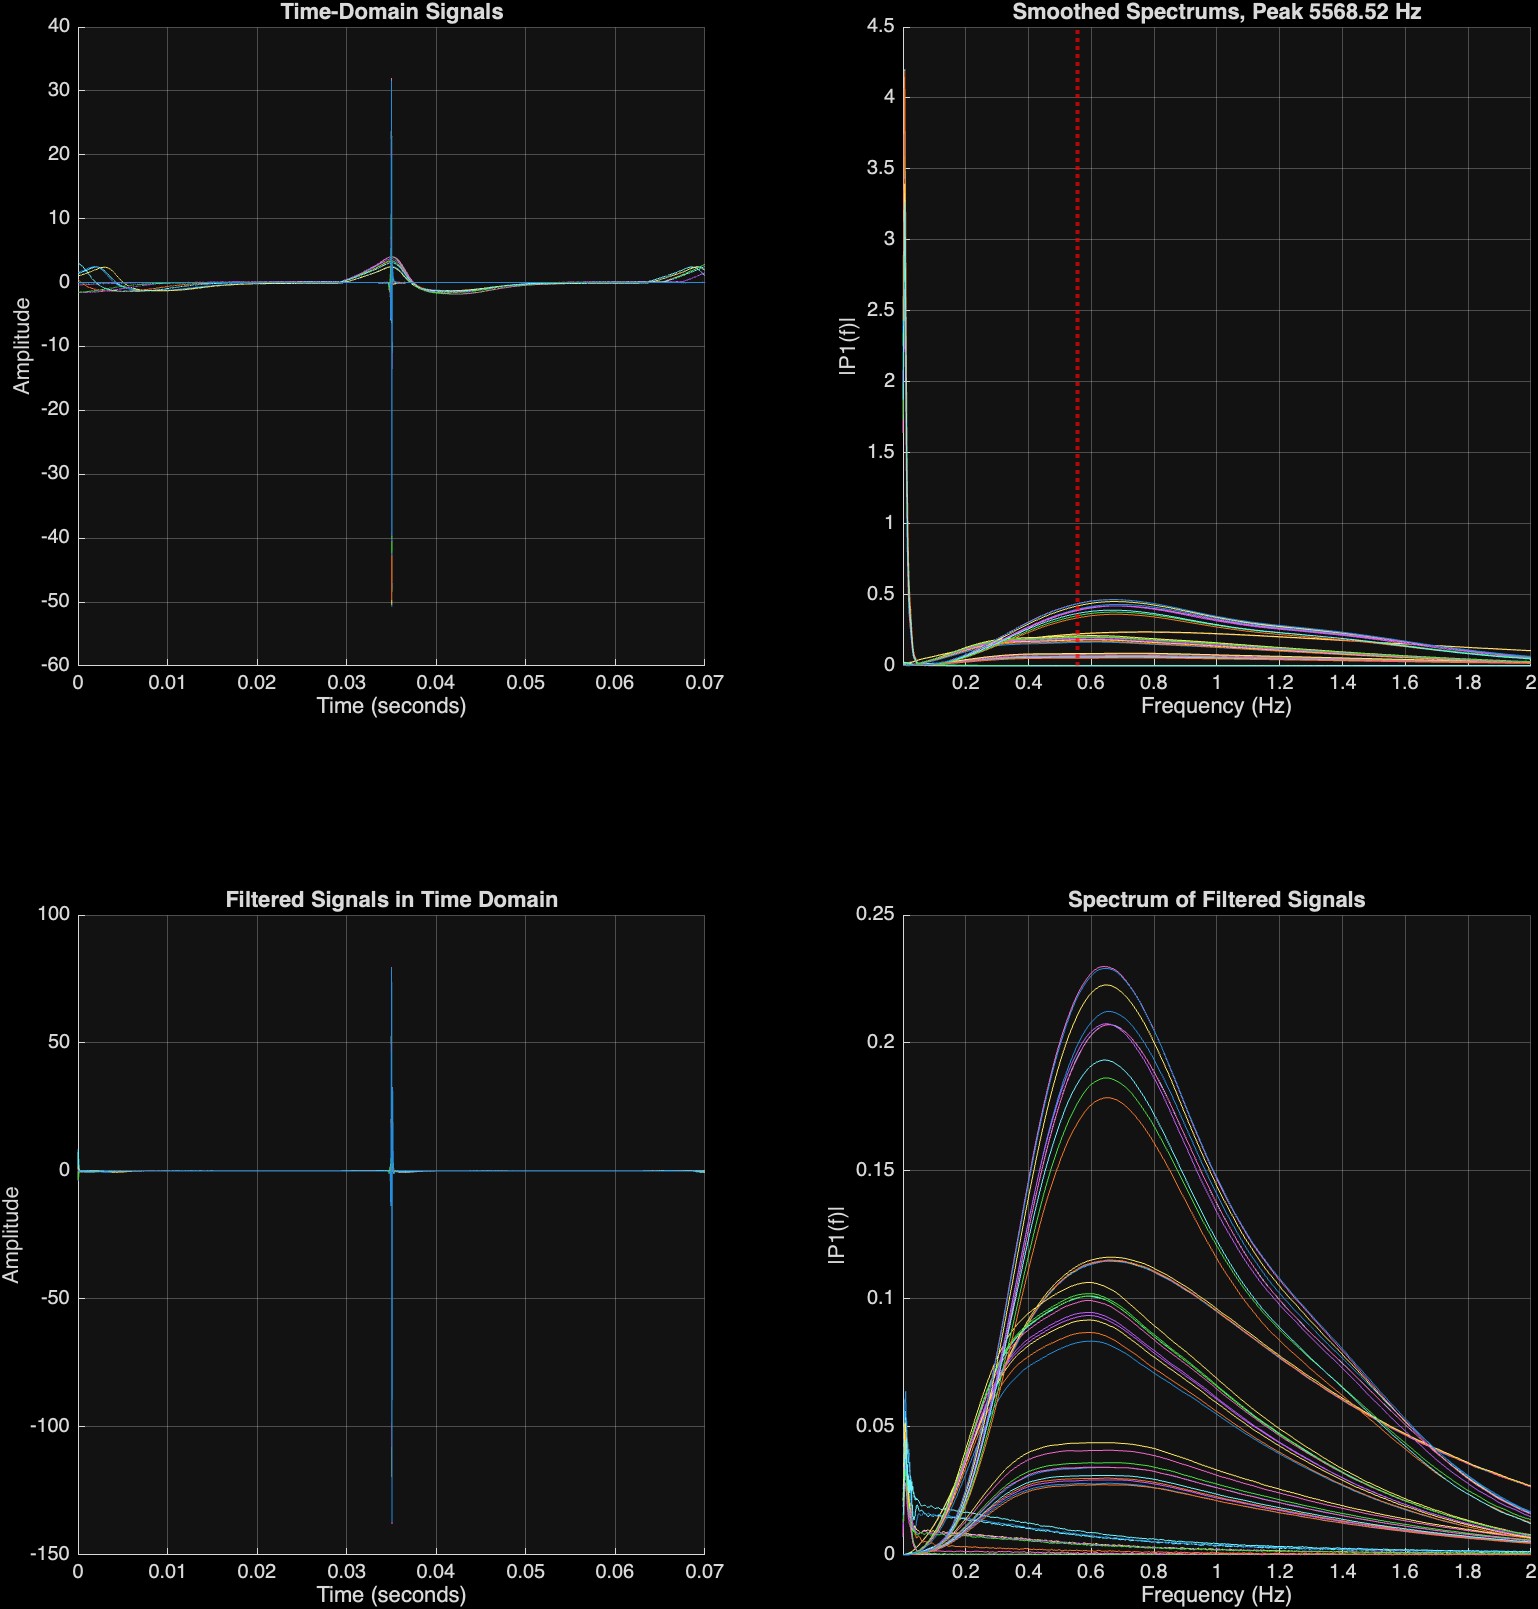 Time-Domain Signals
40
30
20
10
0
-10
-20
-30
-40
-50
-60
Amplitude
0 0.01 0.02 0.03 0.04 0.05 0.06 0.07
Time (seconds)
Smoothed Spectrums, Peak 5568.52 Hz
4.5
4
3.5
3
2.5
2
1.5
1
0.5
0
|P1(f)|
0.2 0.4 0.6 0.8 1 1.2 1.4 1.6 1.8 2
Frequency (Hz)
Filtered Signals in Time Domain
100
50
0
-50
-100
-150
Amplitude
0 0.01 0.02 0.03 0.04 0.05 0.06 0.07
Time (seconds)
Spectrum of Filtered Signals
0.25
0.2
0.15
0.1
0.05
0
|P1(f)|
0.2 0.4 0.6 0.8 1 1.2 1.4 1.6 1.8 2
Frequency (Hz)